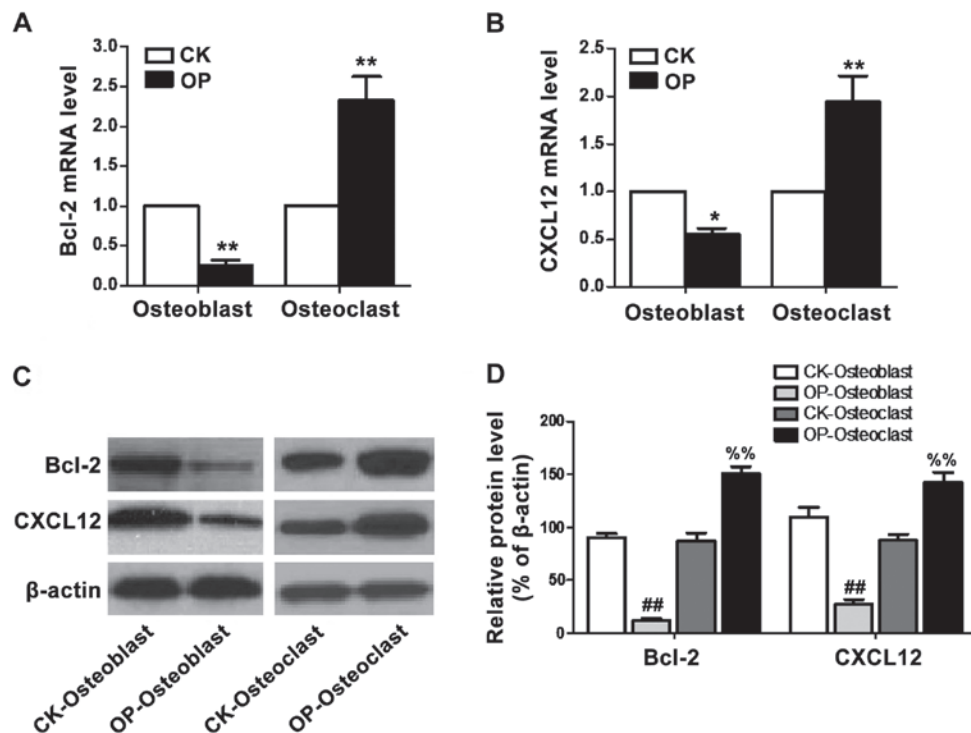 A
Bcl-2 mRNA level
3.0
2.5
2.0
1.5
1.0
0.5
0.0
CK
OP
**
**
Osteoblast Osteoclast
B
CXCL12 mRNA level
2.5
2.0
1.5
1.0
0.5
0.0
CK
OP
*
**
Osteoblast Osteoclast
C
Bcl-2
CXCL12
β-actin
CK-Osteoblast
OP-Osteoblast
CK-Osteoclast
OP-Osteoclast
D
CK-Osteoblast
OP-Osteoblast
CK-Osteoclast
OP-Osteoclast
Relative protein level
(% of β-actin)
200
150
100
50
0
##
%%
##
%%
Bcl-2 CXCL12